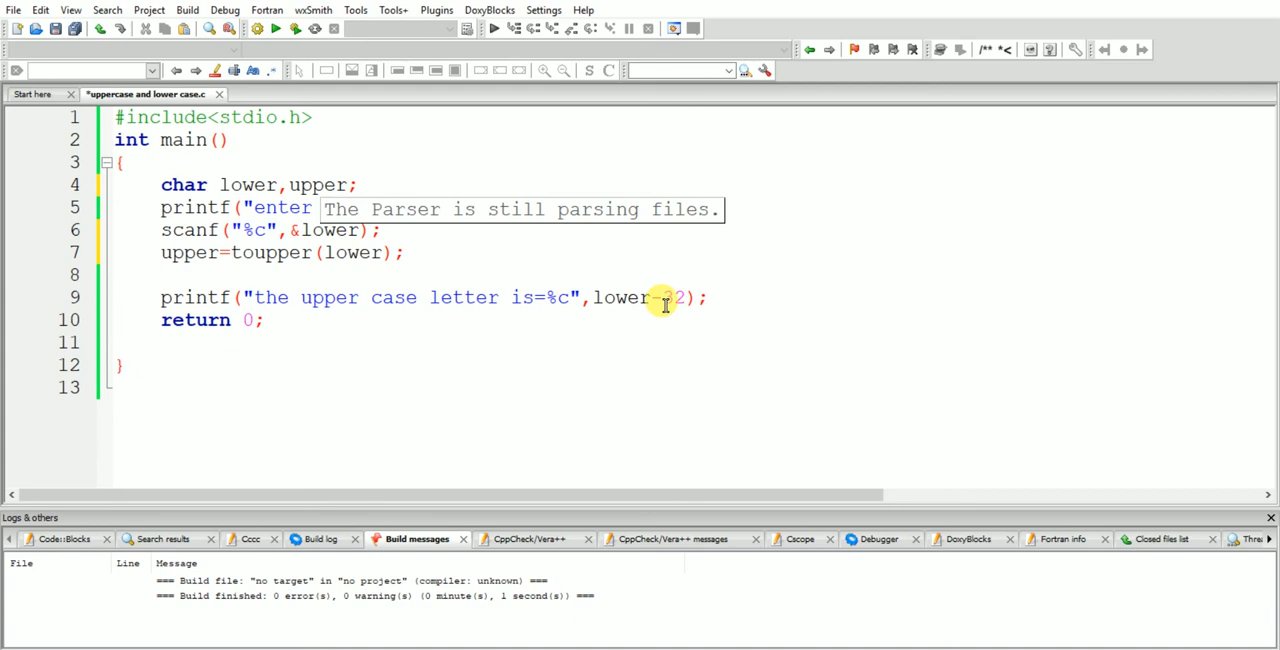 File Edit View Search Project Build Debug Fortran wxSmith Tools Tools+ Plugins DoxyBlocks Settings Help
/** *<
S C
Start here *uppercase and lower case.c
1 #include<stdio.h>
2 int main()
3 {
4 char lower,upper;
5 printf("enter The Parser is still parsing files.
6 scanf("%c",&lower);
7 upper=toupper(lower);
8
9 printf("the upper case letter is=%c",lower-32);
10 return 0;
11
12 }
13
Logs & others
Code::Blocks Search results Cccc Build log Build messages CppCheck/Vera++ CppCheck/Vera++ messages Cscope Debugger DoxyBlocks Fortran info Closed files list
File Line Message
=== Build file: "no target" in "no project" (compiler: unknown) ===
=== Build finished: 0 error(s), 0 warning(s) (0 minute(s), 1 second(s)) ===